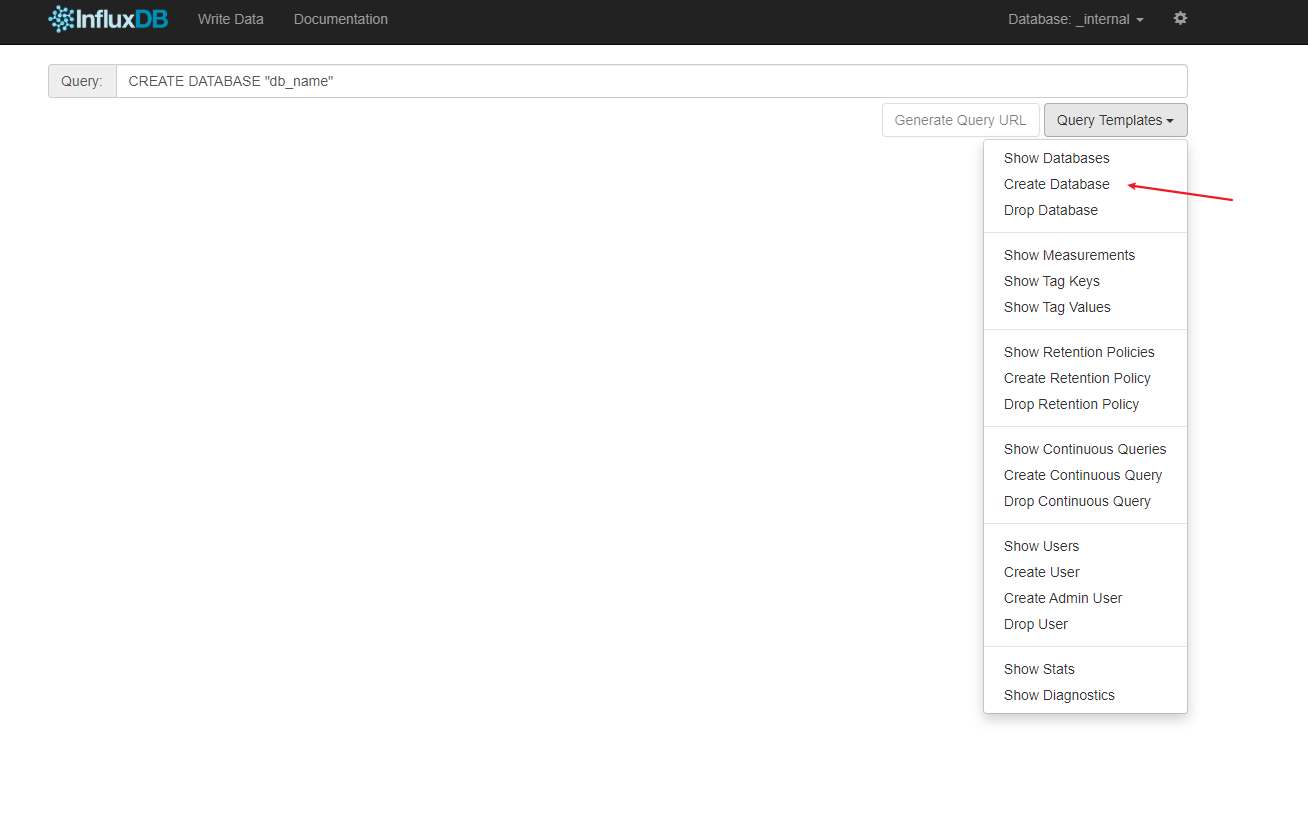 InfluxDB Write Data Documentation Database: _internal
Query: CREATE DATABASE "db_name"
Generate Query URL Query Templates
Show Databases
Create Database
Drop Database
Show Measurements
Show Tag Keys
Show Tag Values
Show Retention Policies
Create Retention Policy
Drop Retention Policy
Show Continuous Queries
Create Continuous Query
Drop Continuous Query
Show Users
Create User
Create Admin User
Drop User
Show Stats
Show Diagnostics